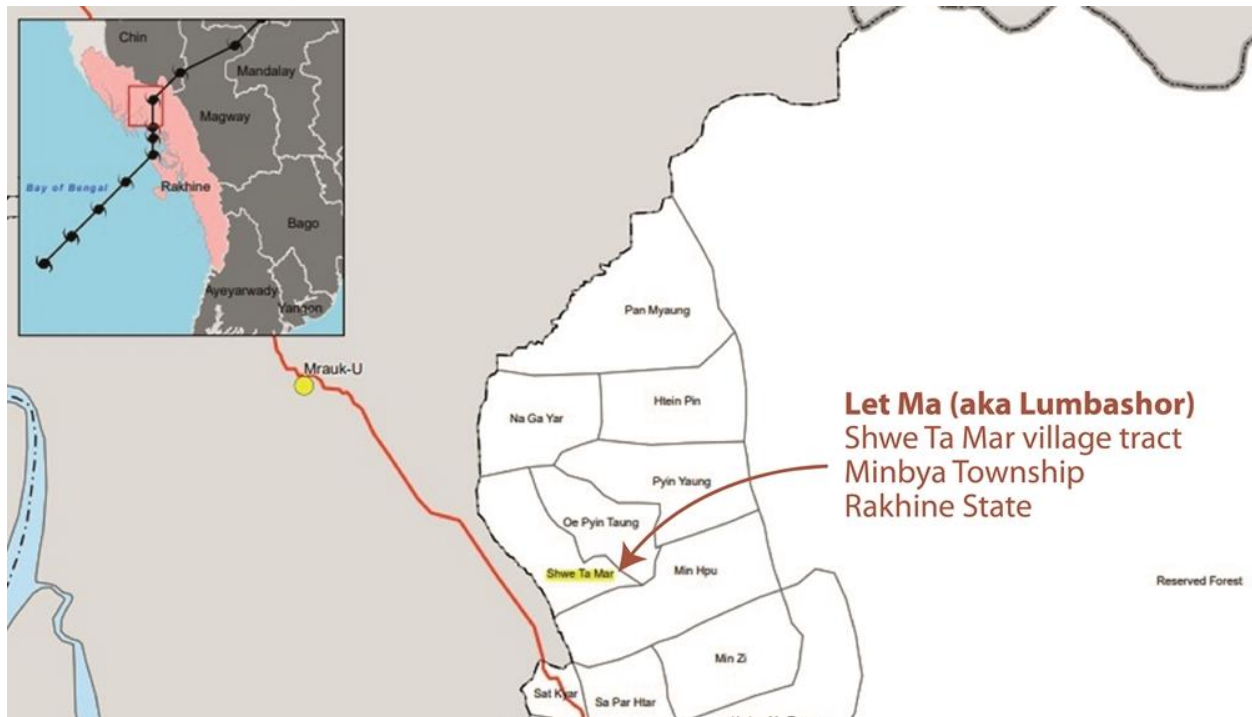 Chin
Mandalay
Magway
Bay of Bengal
Rakhine
Bago
Ayeyarwady
Yangon
Mrauk-U
Pan Myaung
Na Ga Yar
Htein Pin
Let Ma (aka Lumbashor)
Shwe Ta Mar village tract
Minbya Township
Rakhine State
Pyin Yaung
Oe Pyin Taung
Shwe Ta Mar
Min Hpu
Reserved Forest
Min Zi
Sat Kyar
Sa Par Htar